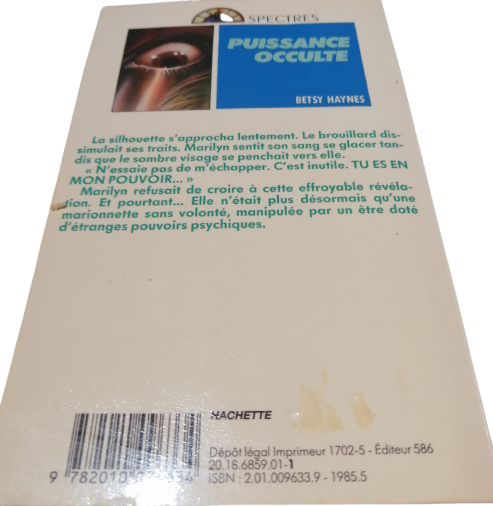 SPECTRES
PUISSANCE
OCCULTE
BETSY HAYNES
La silhouette s'approcha lentement. Le brouillard dis-
simulait ses traits. Marilyn sentit son sang se glacer tan-
dis que le sombre visage se penchait vers elle.
« N'essaie pas de m'échapper. C'est inutile. TU ES EN
MON POUVOIR... »
Marilyn refusait de croire à cette effroyable révéla-
tion. Et pourtant... Elle n'était plus désormais qu'une
marionnette sans volonté, manipulée par un être doté
d'étranges pouvoirs psychiques.
HACHETTE
Dépôt légal Imprimeur 1702-5 - Éditeur 586
20.16.6859.01-1
ISBN : 2.01.009633.9 - 1985.5